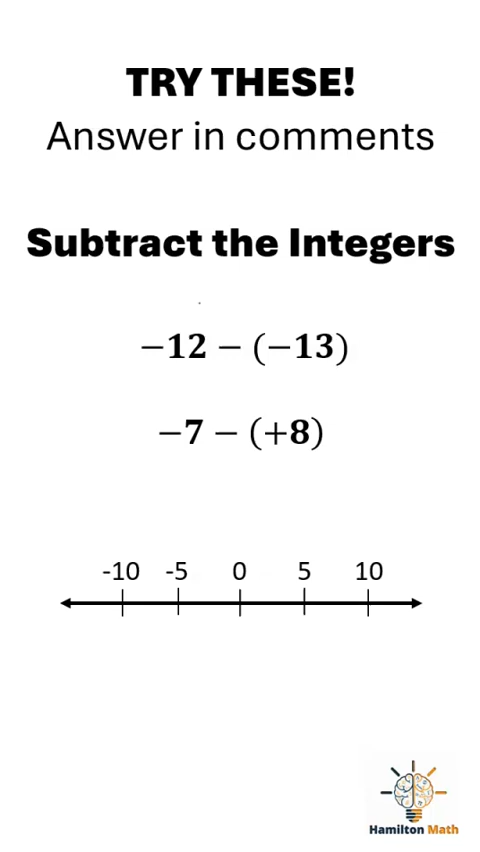 TRY THESE!
Answer in comments
Subtract the Integers
−12 − (−13)
−7 − (+8)
-10 -5 0 5 10
Hamilton Math